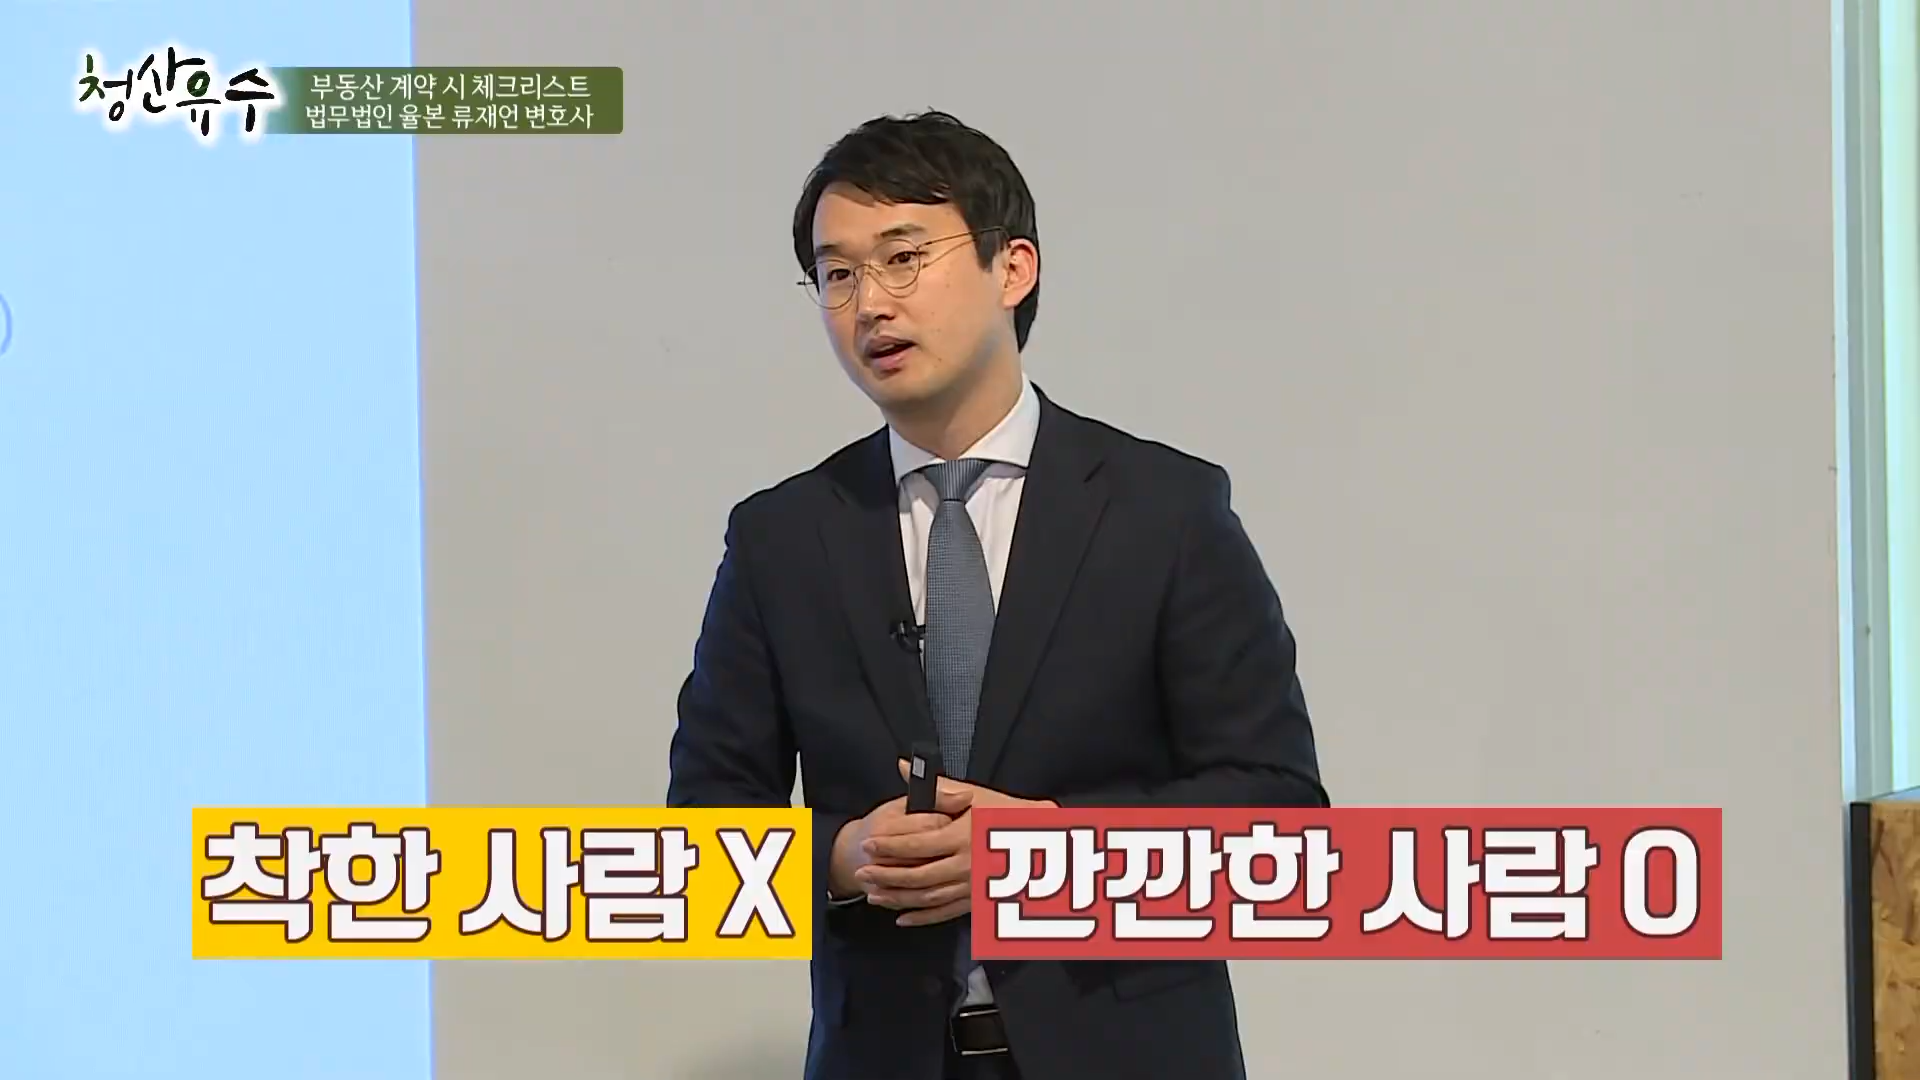 청산유수
부동산 계약 시 체크리스트
법무법인 율본 류재언 변호사
착한 사람 X
깐깐한 사람 O